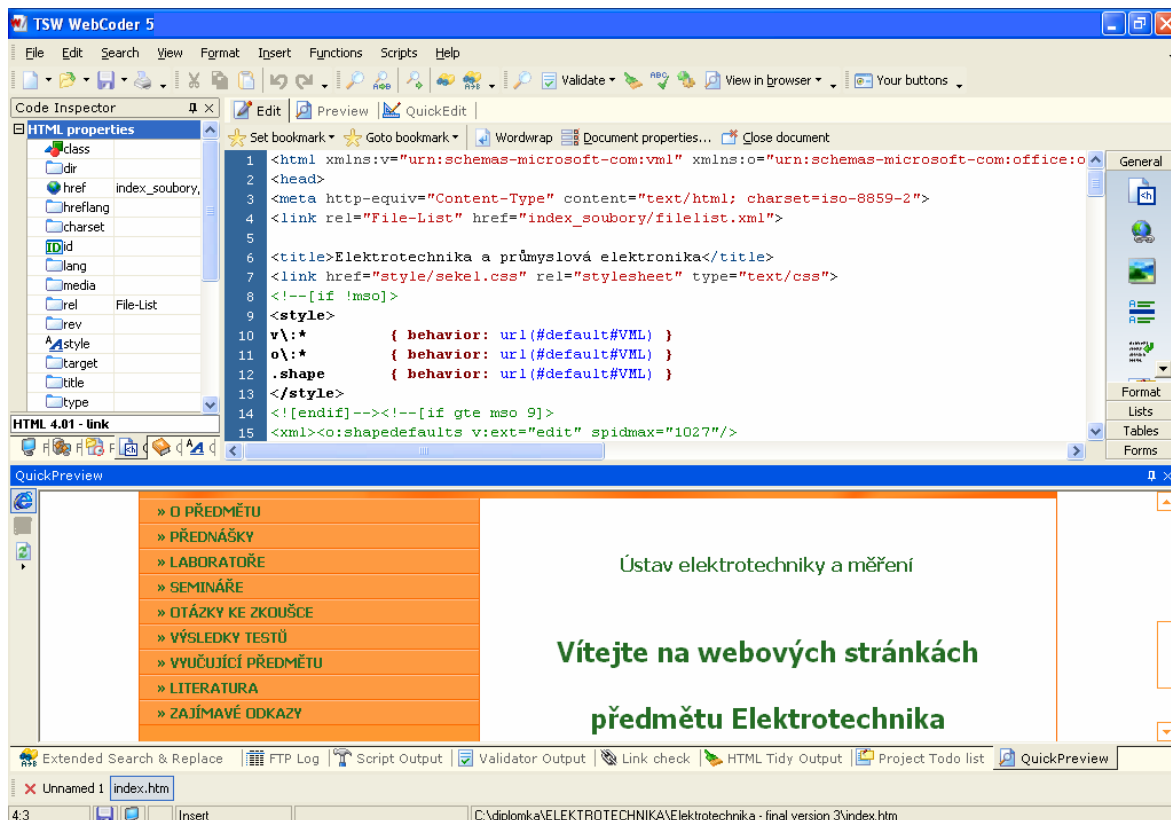 TSW WebCoder 5
File Edit Search View Format Insert Functions Scripts Help
Validate View in browser Your buttons
Code Inspector
Edit Preview QuickEdit
HTML properties
Set bookmark Goto bookmark Wordwrap Document properties... Close document
class
dir
href index_soubory,
hreflang
charset
id
lang
media
rel File-List
rev
style
target
title
type
HTML 4.01 - link
1 <html xmlns:v="urn:schemas-microsoft-com:vml" xmlns:o="urn:schemas-microsoft-com:office:o
2 <head>
3 <meta http-equiv="Content-Type" content="text/html; charset=iso-8859-2">
4 <link rel="File-List" href="index_soubory/filelist.xml">
5
6 <title>Elektrotechnika a průmyslová elektronika</title>
7 <link href="style/sekel.css" rel="stylesheet" type="text/css">
8 <!--[if !mso]>
9 <style>
10 v\:* { behavior: url(#default#VML) }
11 o\:* { behavior: url(#default#VML) }
12 .shape { behavior: url(#default#VML) }
13 </style>
14 <![endif]--><!--[if gte mso 9]>
15 <xml><o:shapedefaults v:ext="edit" spidmax="1027"/>
General
Format
Lists
Tables
Forms
QuickPreview
» O PŘEDMĚTU
» PŘEDNÁŠKY
» LABORATOŘE
» SEMINÁŘE
» OTÁZKY KE ZKOUŠCE
» VÝSLEDKY TESTŮ
» VYUČUJÍCÍ PŘEDMĚTU
» LITERATURA
» ZAJÍMAVÉ ODKAZY
Ústav elektrotechniky a měření
Vítejte na webových stránkách
předmětu Elektrotechnika
Extended Search & Replace FTP Log Script Output Validator Output Link check HTML Tidy Output Project Todo list QuickPreview
Unnamed 1 index.htm
4:3 Insert C:\diplomka\ELEKTROTECHNIKA\Elektrotechnika - final version 3\index.htm